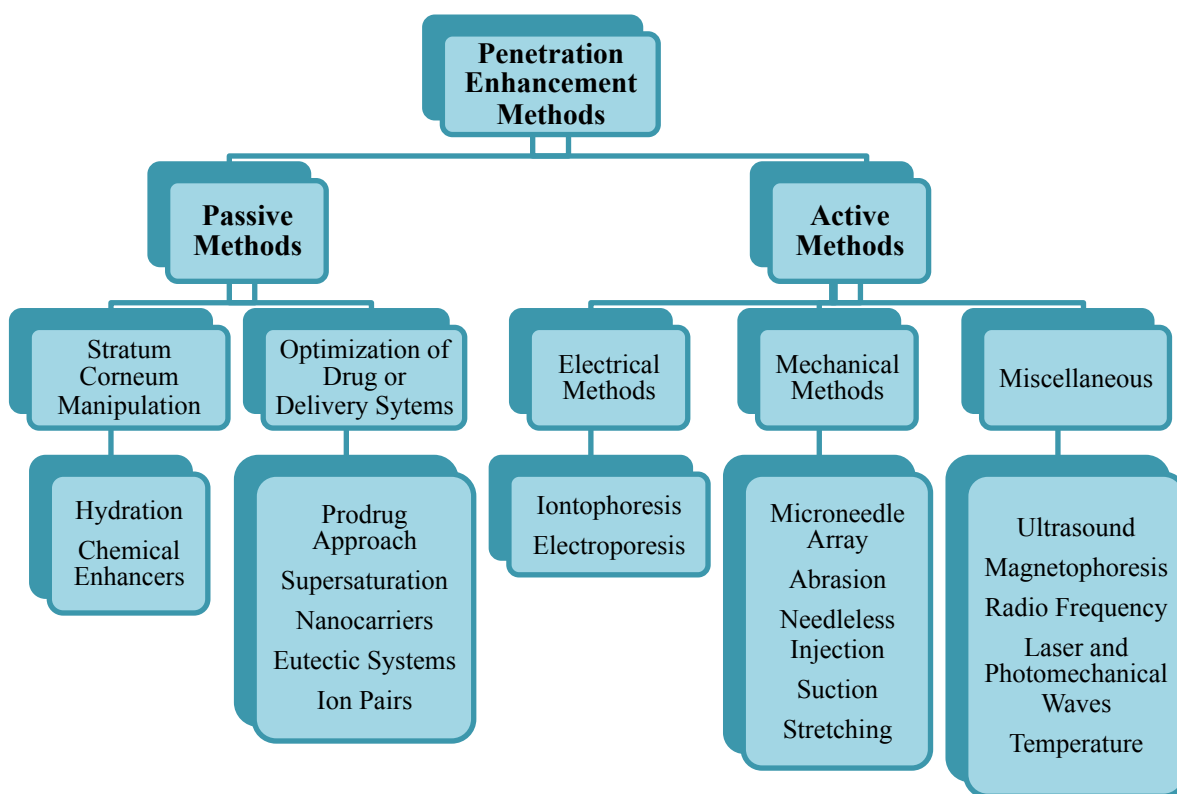 Penetration
Enhancement
Methods
Passive
Methods
Active
Methods
Stratum
Corneum
Manipulation
Optimization of
Drug or
Delivery Sytems
Electrical
Methods
Mechanical
Methods
Miscellaneous
Hydration
Chemical
Enhancers
Prodrug
Approach
Supersaturation
Nanocarriers
Eutectic Systems
Ion Pairs
Iontophoresis
Electroporesis
Microneedle
Array
Abrasion
Needleless
Injection
Suction
Stretching
Ultrasound
Magnetophoresis
Radio Frequency
Laser and
Photomechanical
Waves
Temperature